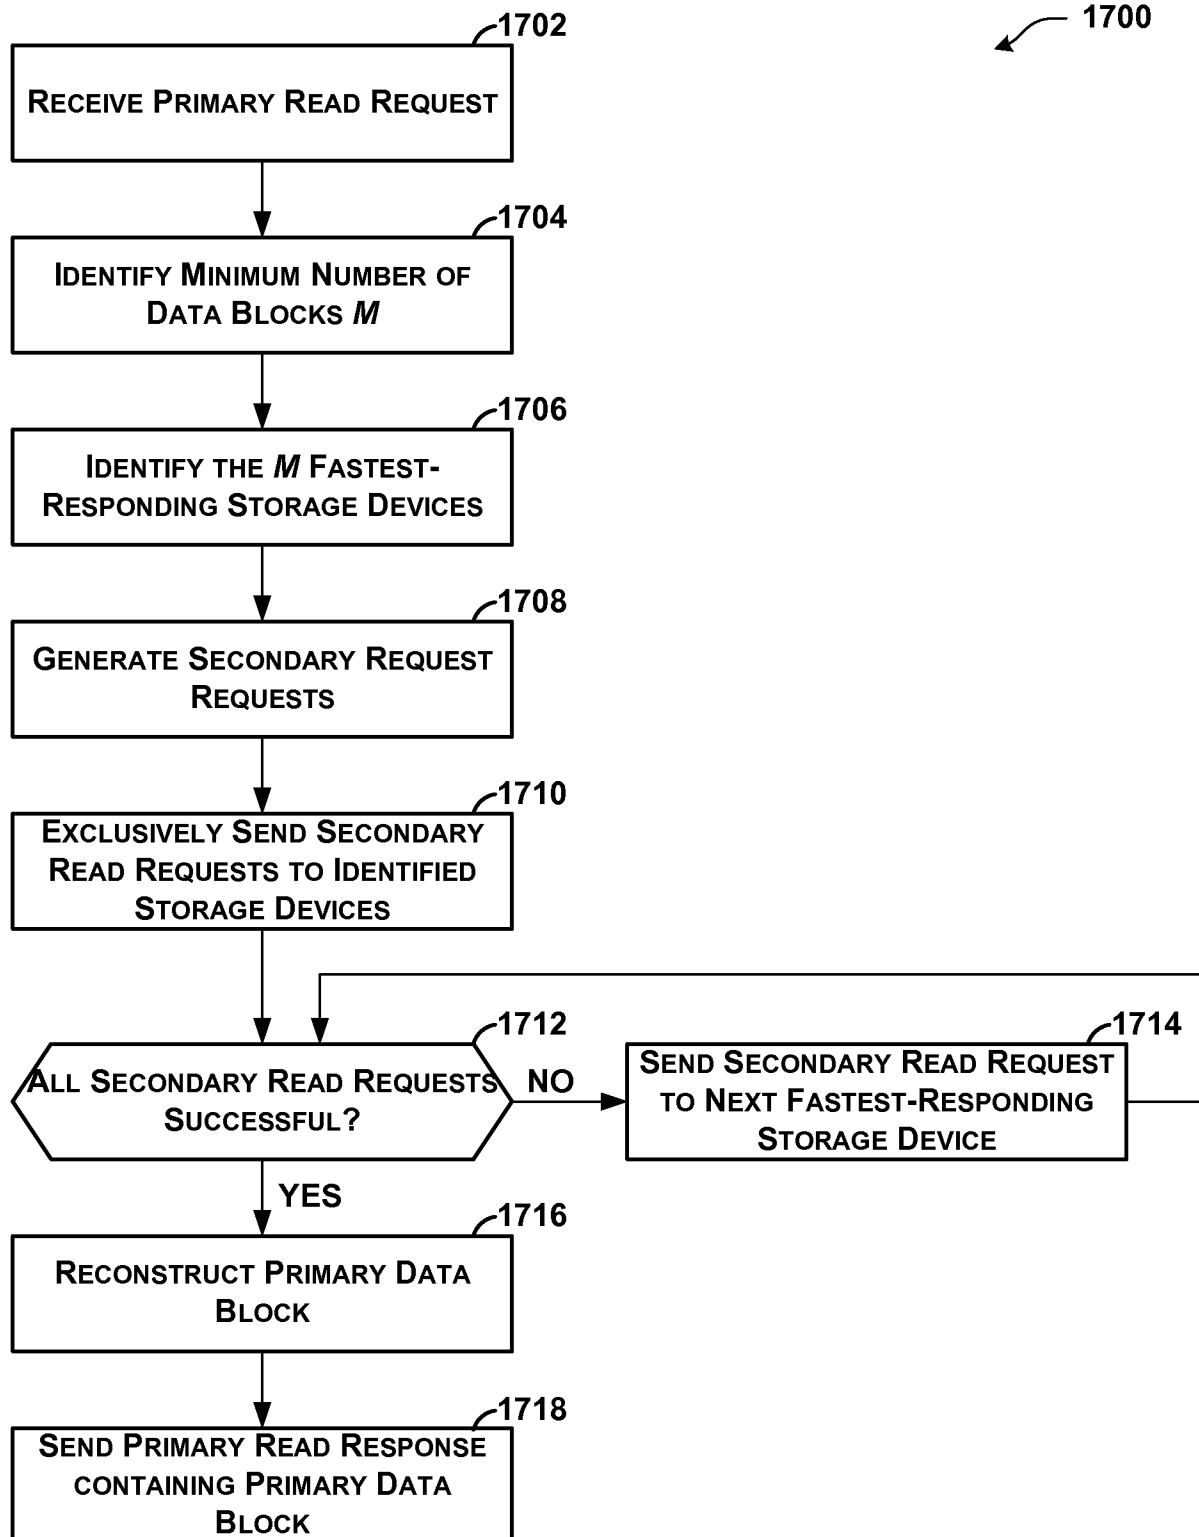 1700
1702
RECEIVE PRIMARY READ REQUEST
1704
IDENTIFY MINIMUM NUMBER OF
DATA BLOCKS M
1706
IDENTIFY THE M FASTEST-
RESPONDING STORAGE DEVICES
1708
GENERATE SECONDARY REQUEST
REQUESTS
1710
EXCLUSIVELY SEND SECONDARY
READ REQUESTS TO IDENTIFIED
STORAGE DEVICES
1712
ALL SECONDARY READ REQUESTS
SUCCESSFUL?
NO
1714
SEND SECONDARY READ REQUEST
TO NEXT FASTEST-RESPONDING
STORAGE DEVICE
YES
1716
RECONSTRUCT PRIMARY DATA
BLOCK
1718
SEND PRIMARY READ RESPONSE
CONTAINING PRIMARY DATA
BLOCK